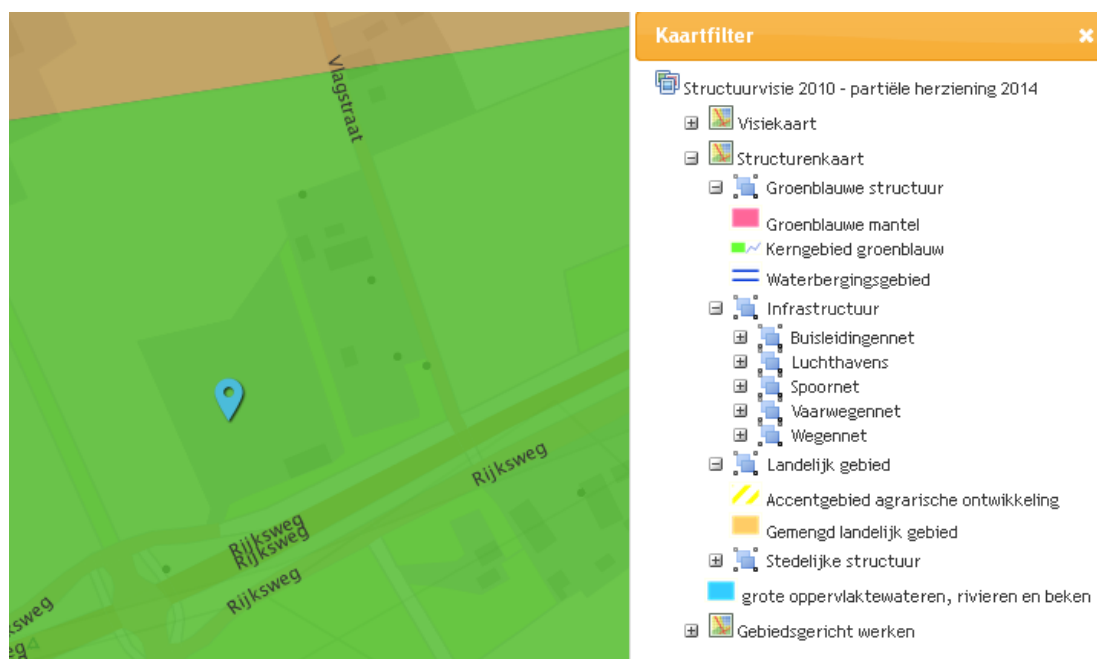 Vlagstraat
Rijksweg
Rijksweg
Rijksweg
Rijksweg
sweg
eg
Kaartfilter
Structuurvisie 2010 - partiële herziening 2014
Visiekaart
Structurenkaart
Groenblauwe structuur
Groenblauwe mantel
Kerngebied groenblauw
Waterbergingsgebied
Infrastructuur
Buisleidingennet
Luchthavens
Spoornet
Vaarwegennet
Wegennet
Landelijk gebied
Accentgebied agrarische ontwikkeling
Gemengd landelijk gebied
Stedelijke structuur
grote oppervlaktewateren, rivieren en beken
Gebiedsgericht werken